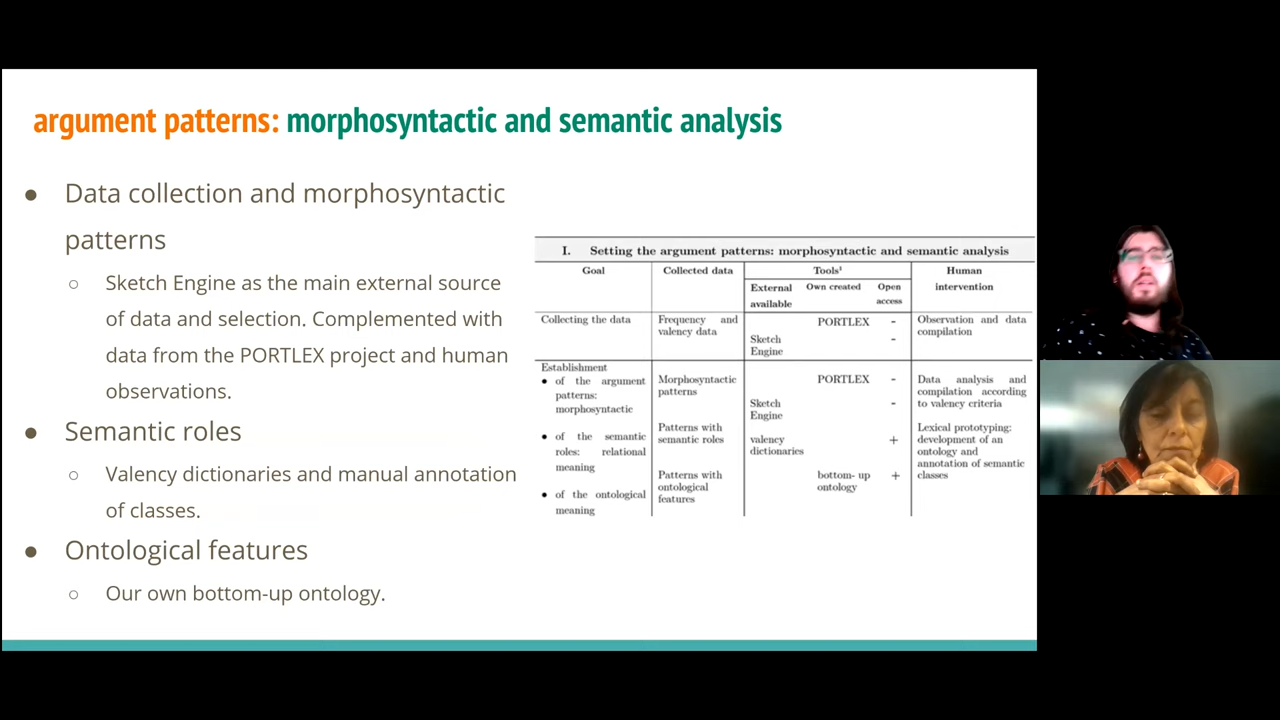 argument patterns: morphosyntactic and semantic analysis
● Data collection and morphosyntactic
patterns
○ Sketch Engine as the main external source
of data and selection. Complemented with
data from the PORTLEX project and human
observations.
● Semantic roles
○ Valency dictionaries and manual annotation
of classes.
● Ontological features
○ Our own bottom-up ontology.
I. Setting the argument patterns: morphosyntactic and semantic analysis
Goal
Collected data
Tools¹
Human
intervention
External
available
Own created
Open
access
Collecting the data
Frequency and
valency data
PORTLEX
-
Sketch
Engine
-
Observation and data
compilation
Establishment
● of the argument
patterns:
morphosyntactic
● of the semantic
roles: relational
meaning
● of the ontological
meaning
Morphosyntactic
patterns
Patterns with
semantic roles
Patterns with
ontological
features
PORTLEX
-
Sketch
Engine
-
valency
dictionaries
+
bottom- up
ontology
+
Data analysis and
compilation according
to valency criteria
Lexical prototyping:
development of an
ontology and
annotation of semantic
classes